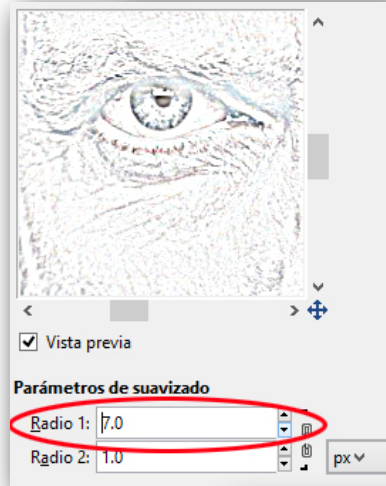 Vista previa
Parámetros de suavizado
Radio 1: 7.0
Radio 2: 1.0
px